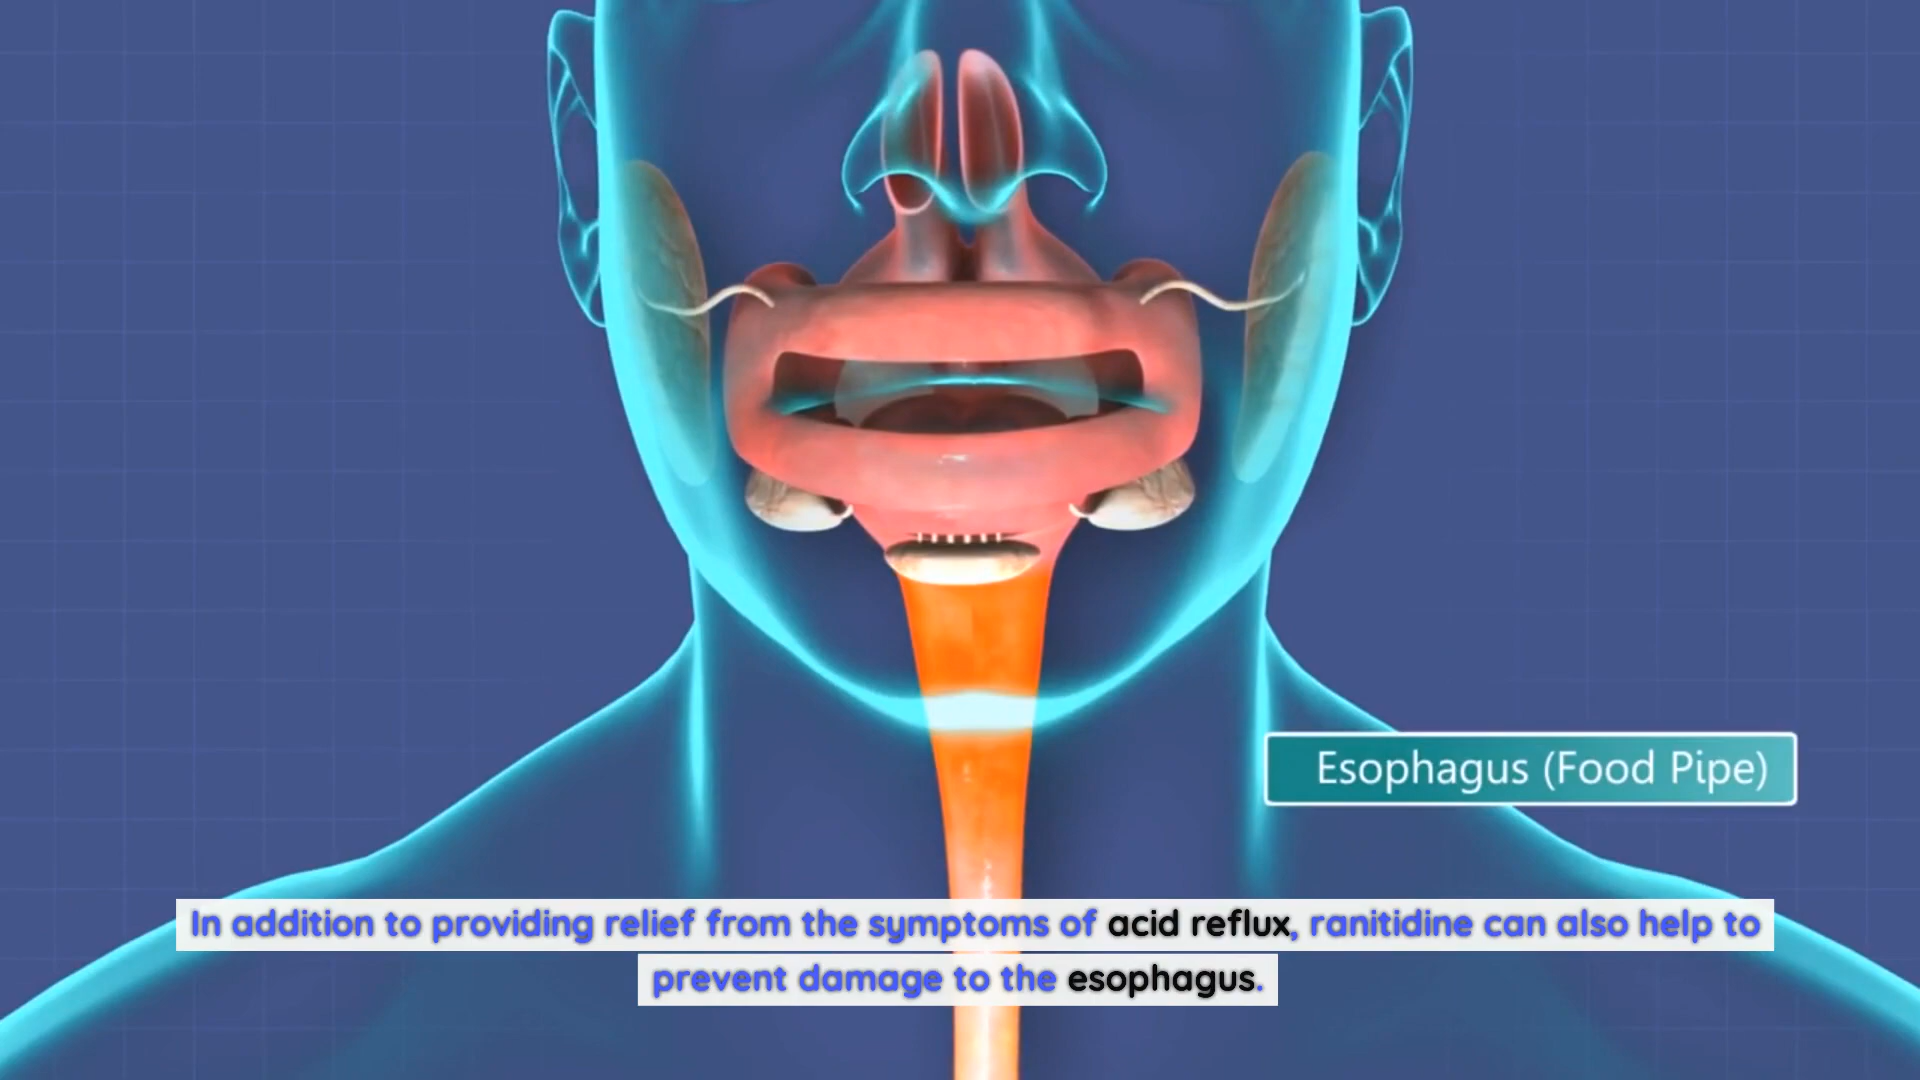 Esophagus (Food Pipe)
In addition to providing relief from the symptoms of acid reflux, ranitidine can also help to
prevent damage to the esophagus.